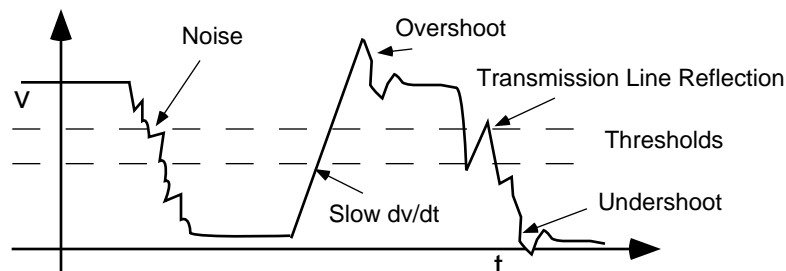 Noise
Overshoot
Transmission Line Reflection
V
Thresholds
Slow dv/dt
Undershoot
t